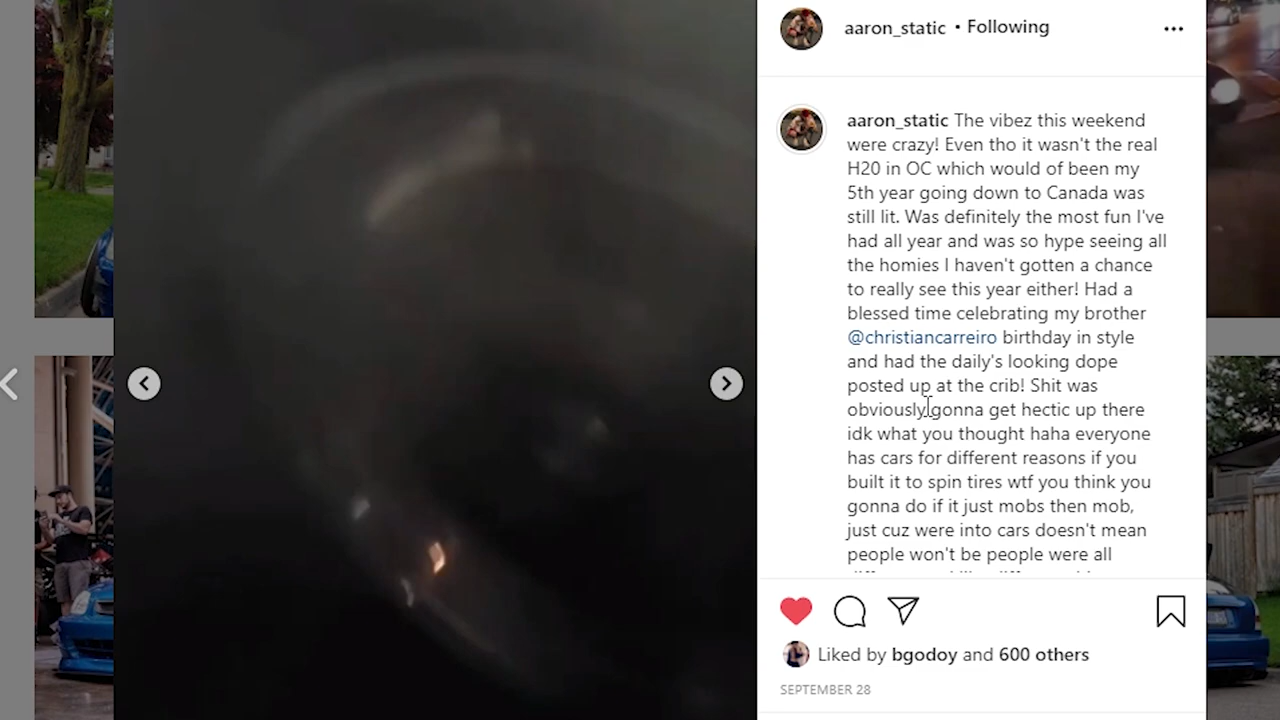 aaron_static • Following
aaron_static The vibez this weekend
were crazy! Even tho it wasn't the real
H20 in OC which would of been my
5th year going down to Canada was
still lit. Was definitely the most fun I've
had all year and was so hype seeing all
the homies I haven't gotten a chance
to really see this year either! Had a
blessed time celebrating my brother
@christiancarreiro birthday in style
and had the daily's looking dope
posted up at the crib! Shit was
obviously gonna get hectic up there
idk what you thought haha everyone
has cars for different reasons if you
built it to spin tires wtf you think you
gonna do if it just mobs then mob,
just cuz were into cars doesn't mean
people won't be people were all
Liked by bgodoy and 600 others
SEPTEMBER 28